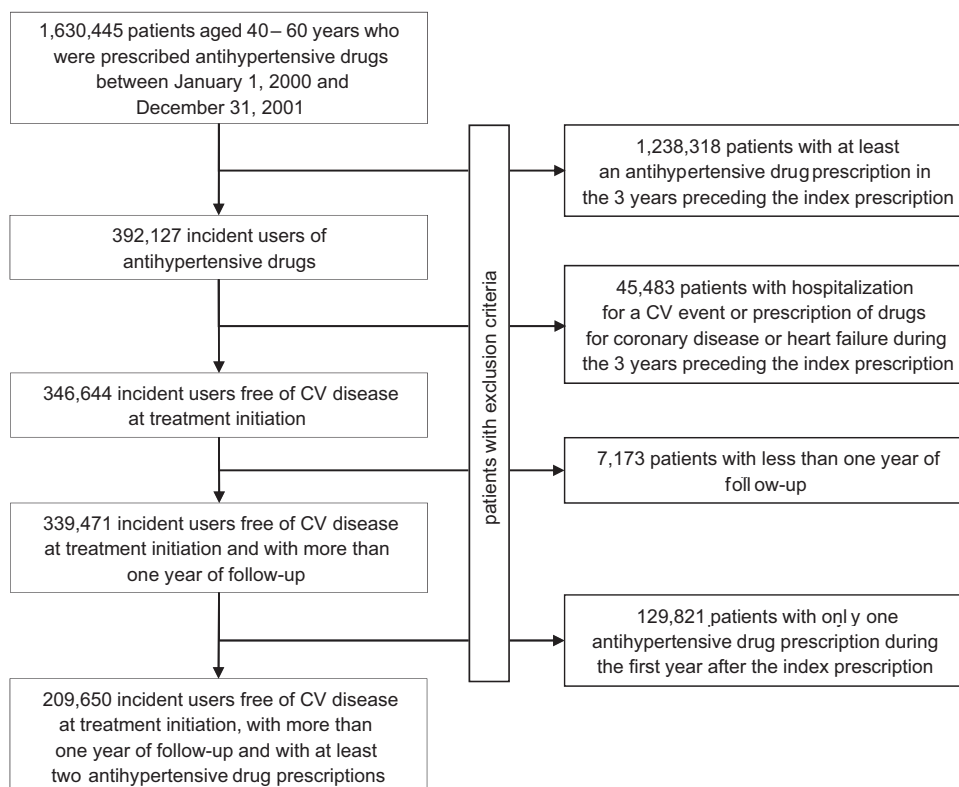 1,630,445 patients aged 40–60 years who
were prescribed antihypertensive drugs
between January 1, 2000 and
December 31, 2001
1,238,318 patients with at least
an antihypertensive drug prescription in
the 3 years preceding the index prescription
392,127 incident users of
antihypertensive drugs
patients with exclusion criteria
45,483 patients with hospitalization
for a CV event or prescription of drugs
for coronary disease or heart failure during
the 3 years preceding the index prescription
346,644 incident users free of CV disease
at treatment initiation
7,173 patients with less than one year of
follow-up
339,471 incident users free of CV disease
at treatment initiation and with more than
one year of follow-up
129,821 patients with only one
antihypertensive drug prescription during
the first year after the index prescription
209,650 incident users free of CV disease
at treatment initiation, with more than
one year of follow-up and with at least
two antihypertensive drug prescriptions